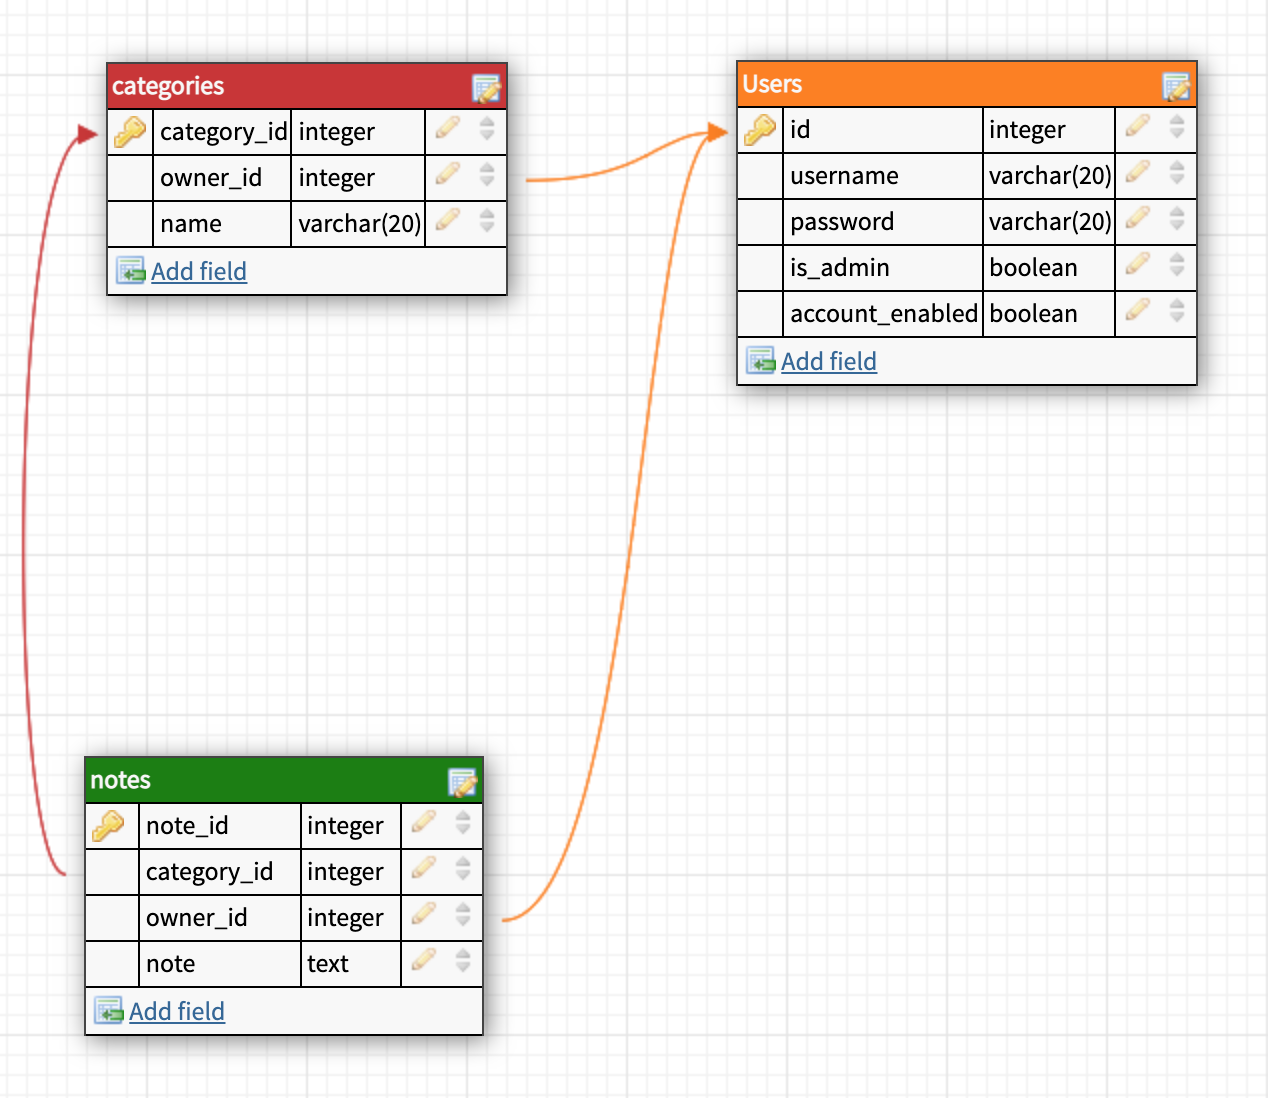 categories
category_id integer
owner_id integer
name varchar(20)
Add field
Users
id integer
username varchar(20)
password varchar(20)
is_admin boolean
account_enabled boolean
Add field
notes
note_id integer
category_id integer
owner_id integer
note text
Add field